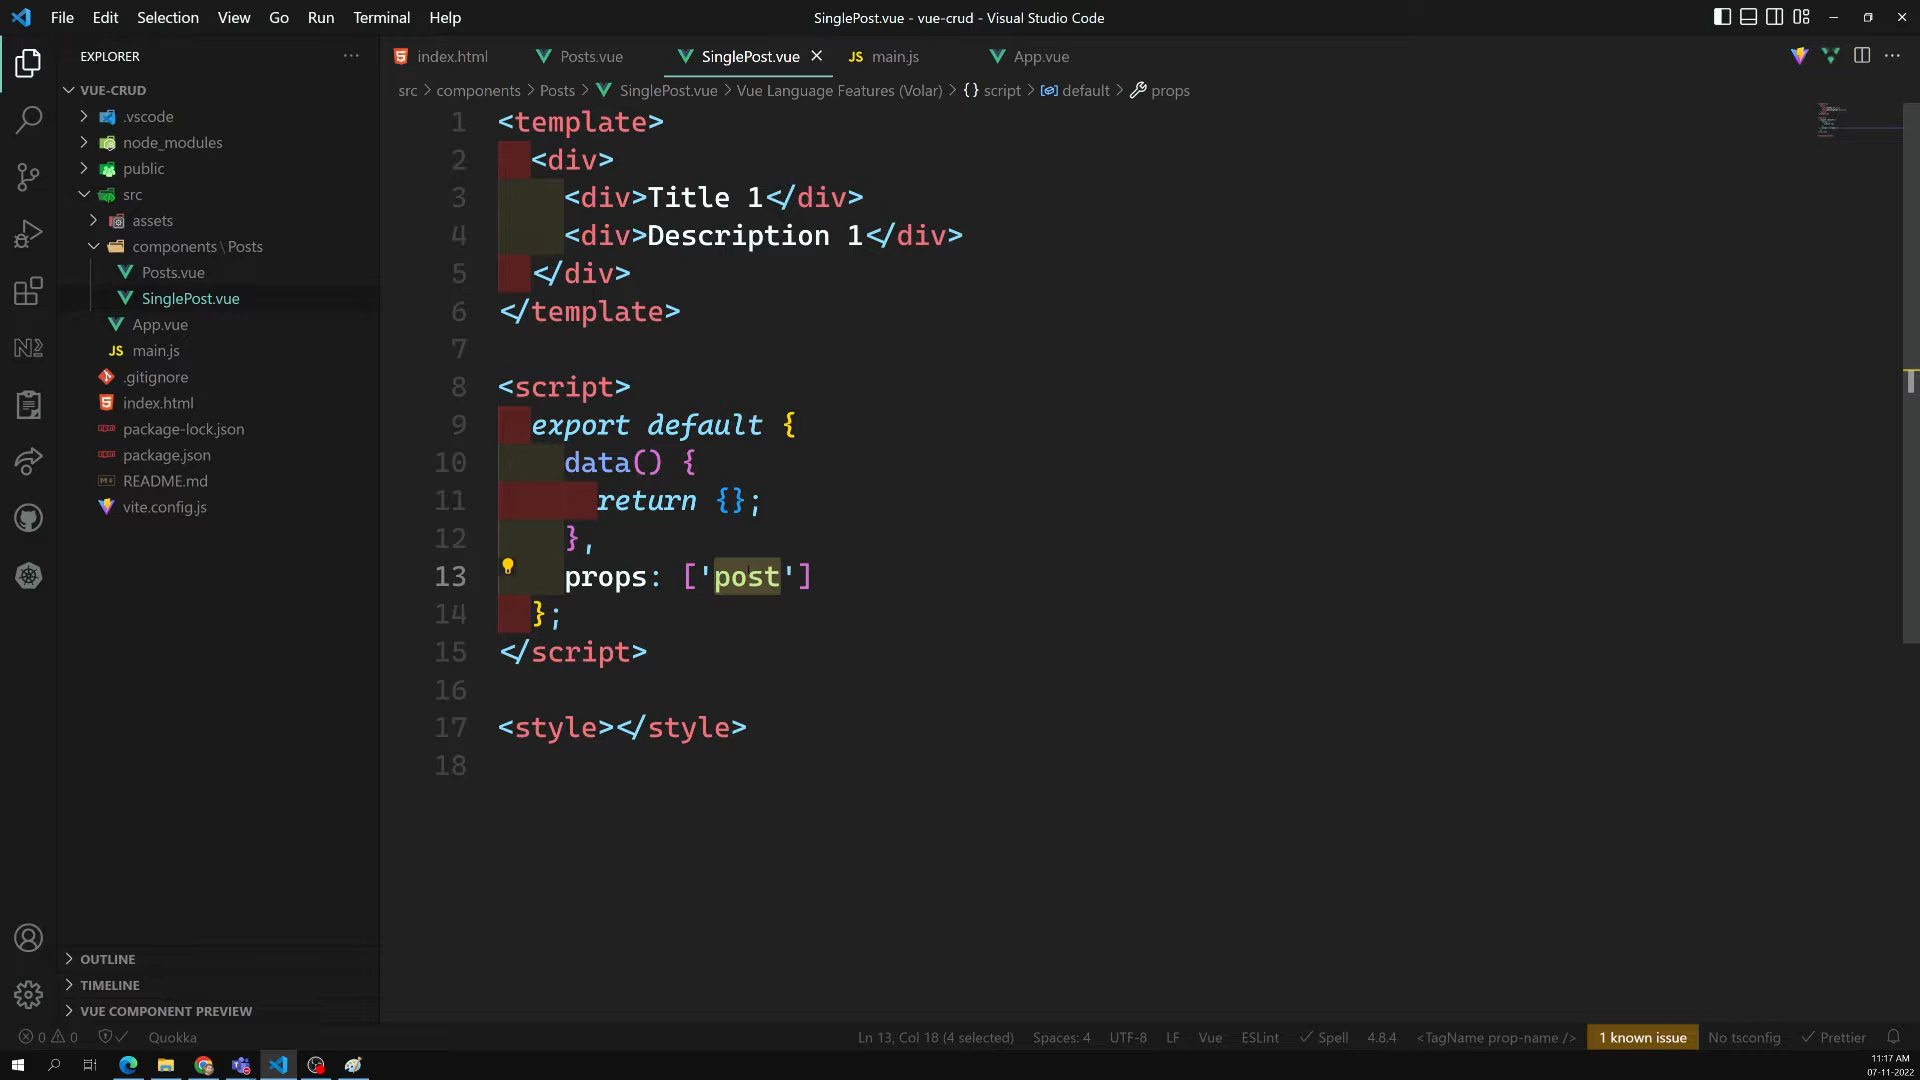 File Edit Selection View Go Run Terminal Help
SinglePost.vue - vue-crud - Visual Studio Code
EXPLORER
VUE-CRUD
.vscode
node_modules
public
src
assets
components\Posts
Posts.vue
SinglePost.vue
App.vue
JS main.js
.gitignore
index.html
package-lock.json
package.json
README.md
vite.config.js
OUTLINE
TIMELINE
VUE COMPONENT PREVIEW
index.html Posts.vue SinglePost.vue JS main.js App.vue
src > components > Posts > SinglePost.vue > Vue Language Features (Volar) > {} script > default > props
1 <template>
2 <div>
3 <div>Title 1</div>
4 <div>Description 1</div>
5 </div>
6 </template>
7
8 <script>
9 export default {
10 data() {
11 return {};
12 },
13 props: ['post']
14 };
15 </script>
16
17 <style></style>
18
0 0 Quokka Ln 13, Col 18 (4 selected) Spaces: 4 UTF-8 LF Vue ESLint Spell 4.8.4 <TagName prop-name /> 1 known issue No tsconfig Prettier
11:17 AM
07-11-2022